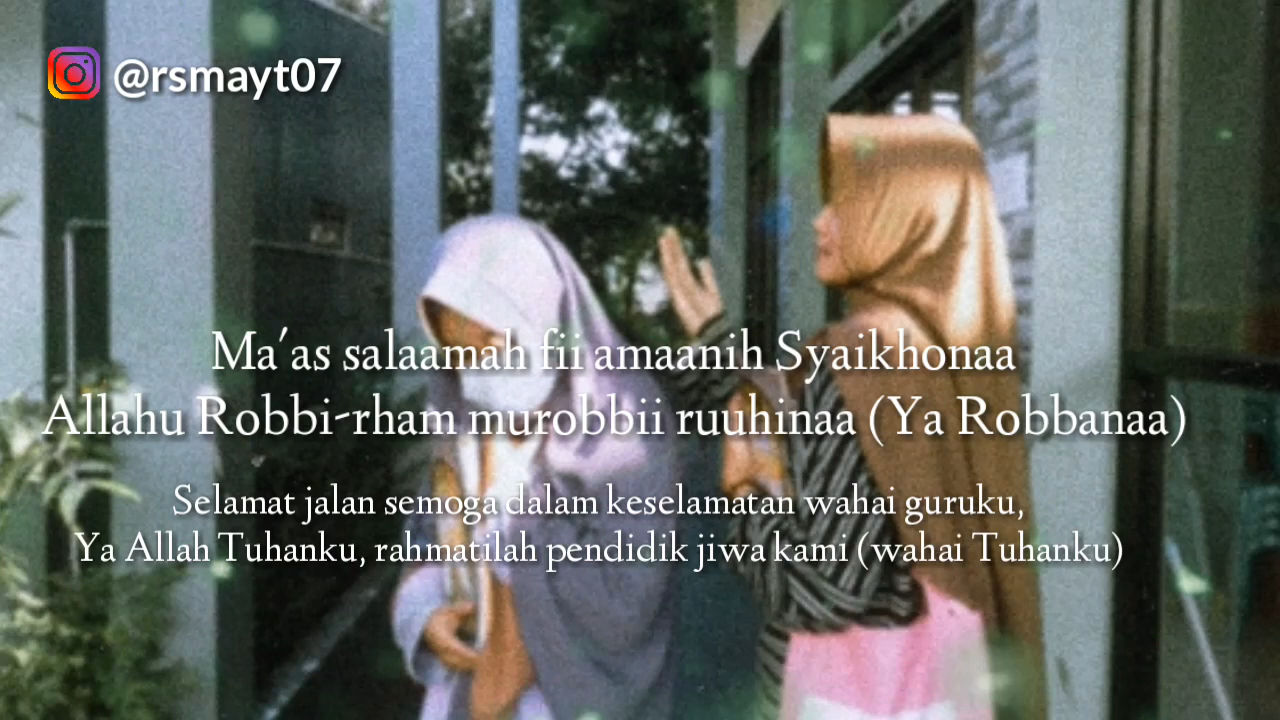 @rsmayt07
Ma'as salaamah fii amaanih Syaikhonaa
Allahu Robbi-rham murobbii ruuhinaa (Ya Robbanaa)
Selamat jalan semoga dalam keselamatan wahai guruku,
Ya Allah Tuhanku, rahmatilah pendidik jiwa kami (wahai Tuhanku)